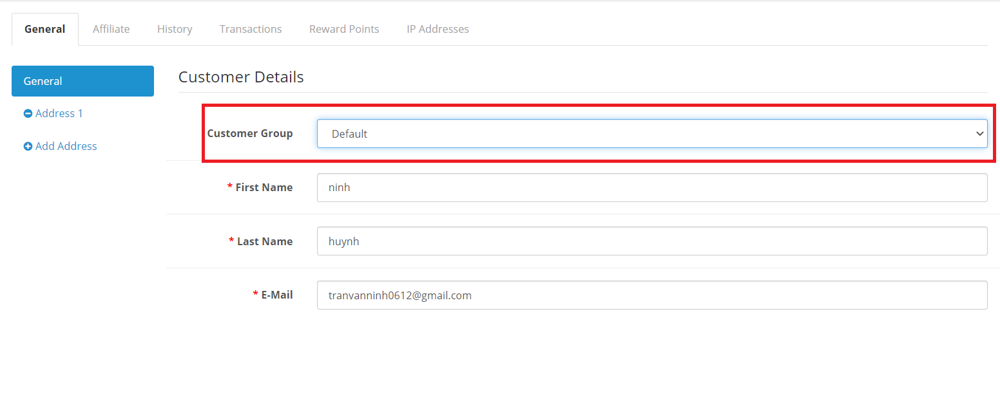 General Affiliate History Transactions Reward Points IP Addresses
General
Address 1
Add Address
Customer Details
Customer Group Default
* First Name ninh
* Last Name huynh
* E-Mail tranvanninh0612@gmail.com